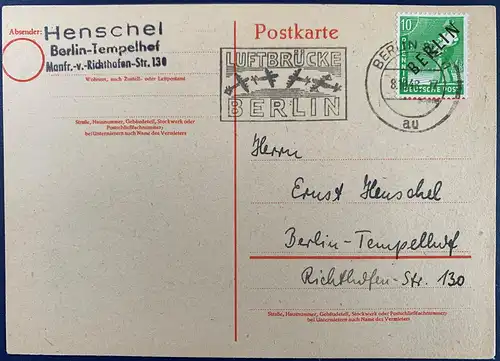 Absender: Henschel
Berlin-Tempelhof
Manfr.-v.-Richthofen-Str. 130
Wohnort, auch Zustell- oder Leitpostamt
Straße, Hausnummer, Gebäudeteil, Stockwerk oder
Postschließfachnummer;
bei Untermietern auch Name des Vermieters
Postkarte
LUFTBRÜCKE
BERLIN
BERLIN
au
10
PFENNIG
BERLIN
DEUTSCHE POST
Herrn
Ernst Henschel
Berlin-Tempelhof
Richthofen-Str. 130
Straße, Hausnummer, Gebäudeteil, Stockwerk oder Postschließfachnummer;
bei Untermietern auch Name des Vermieters